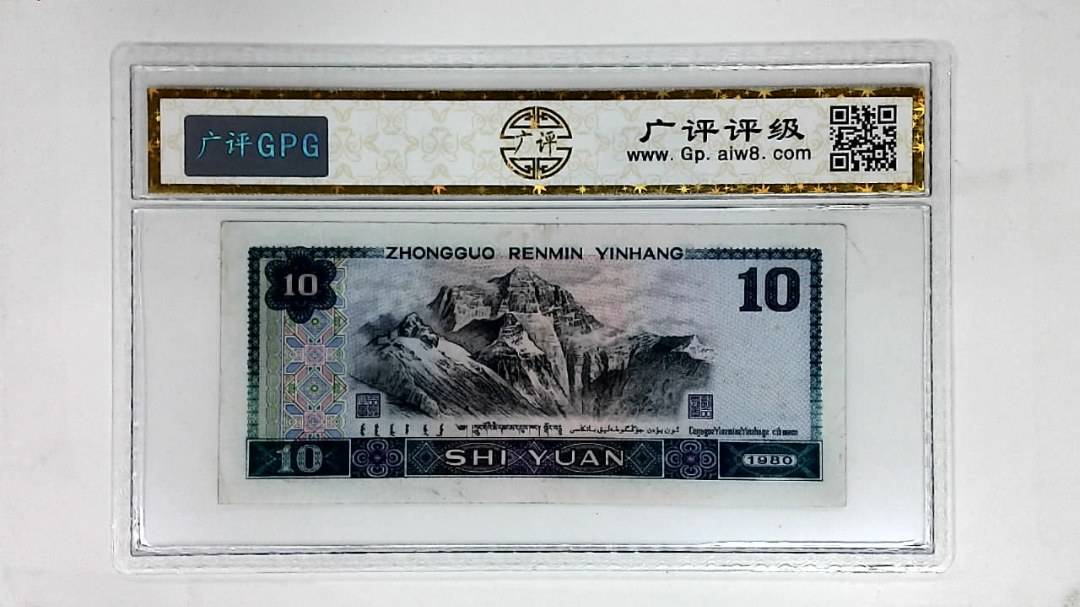 广评GPG
广评
广评评级
www.Gp.aiw8.com
ZHONGGUO RENMIN YINHANG
10
10
10
SHI YUAN
1980